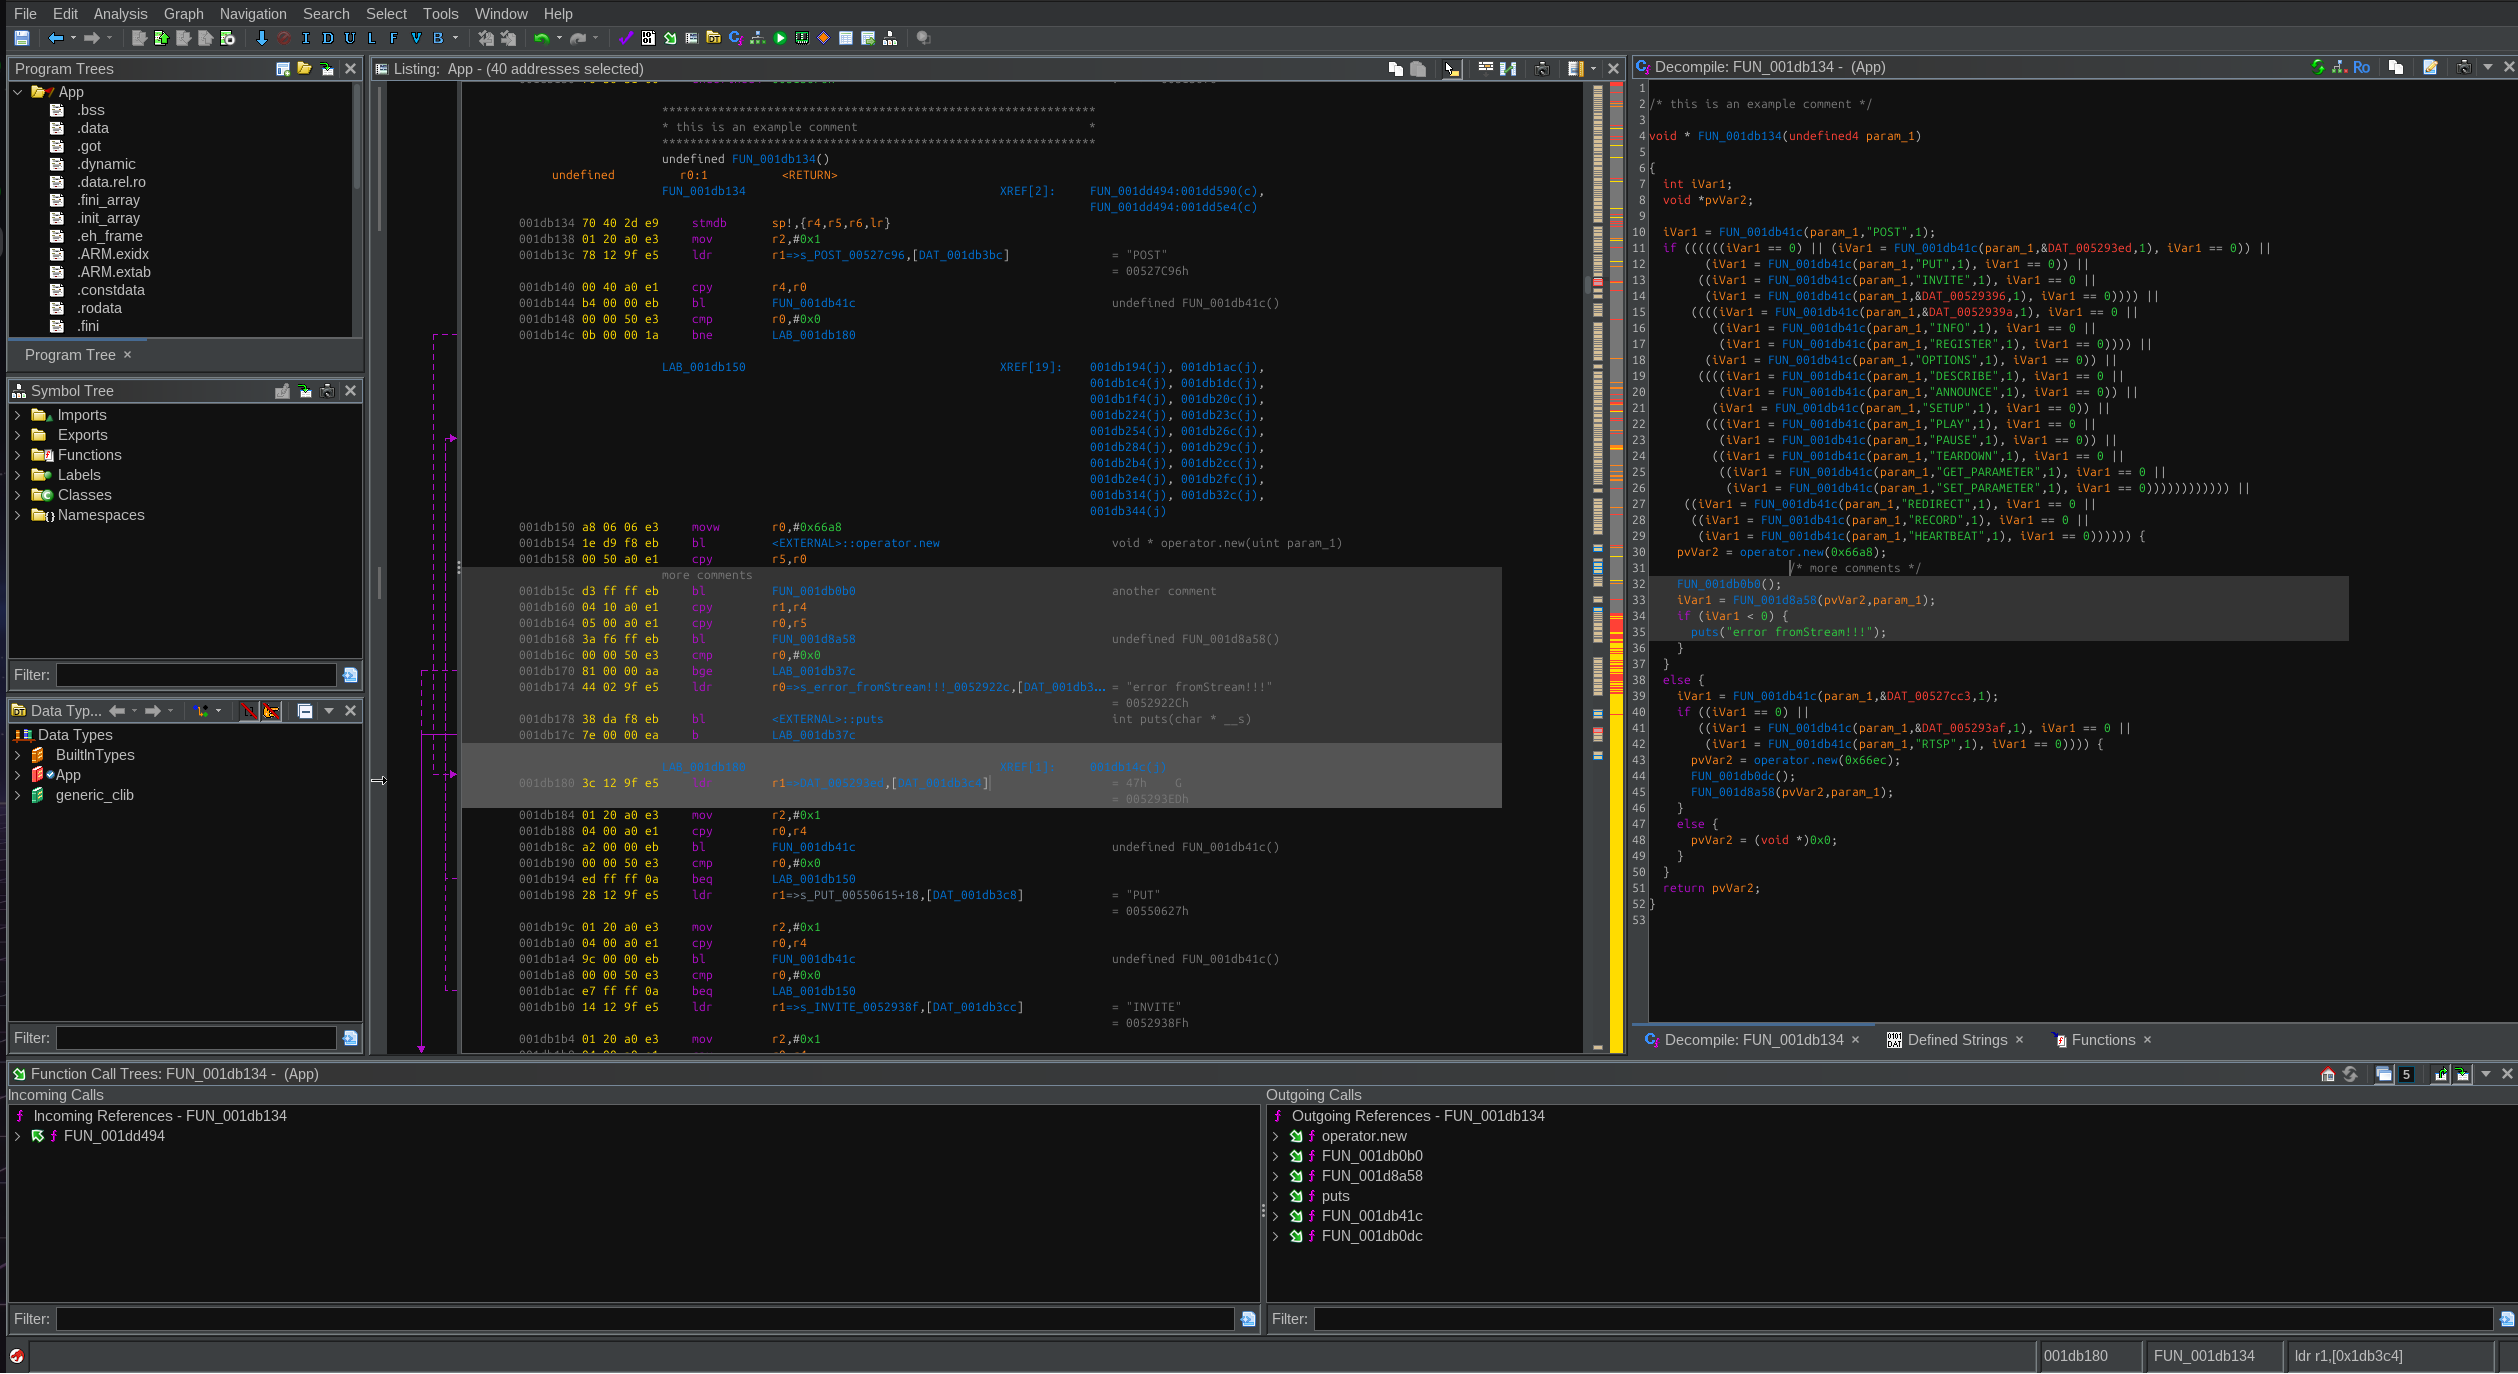 File Edit Analysis Graph Navigation Search Select Tools Window Help
I D U L F V B
Program Trees
App
.bss
.data
.got
.dynamic
.data.rel.ro
.fini_array
.init_array
.eh_frame
.ARM.exidx
.ARM.extab
.constdata
.rodata
.fini
Program Tree ×
Symbol Tree
Imports
Exports
Functions
Labels
Classes
Namespaces
Filter:
Data Typ...
Data Types
BuiltInTypes
App
generic_clib
Filter:
Listing: App - (40 addresses selected)
**************************************************************
* this is an example comment *
**************************************************************
undefined FUN_001db134()
undefined r0:1 <RETURN>
FUN_001db134 XREF[2]: FUN_001dd494:001dd590(c),
FUN_001dd494:001dd5e4(c)
001db134 70 40 2d e9 stmdb sp!,{r4,r5,r6,lr}
001db138 01 20 a0 e3 mov r2,#0x1
001db13c 78 12 9f e5 ldr r1=>s_POST_00527c96,[DAT_001db3bc] = "POST"
= 00527C96h
001db140 00 40 a0 e1 cpy r4,r0
001db144 b4 00 00 eb bl FUN_001db41c undefined FUN_001db41c()
001db148 00 00 50 e3 cmp r0,#0x0
001db14c 0b 00 00 1a bne LAB_001db180
LAB_001db150 XREF[19]: 001db194(j), 001db1ac(j),
001db1c4(j), 001db1dc(j),
001db1f4(j), 001db20c(j),
001db224(j), 001db23c(j),
001db254(j), 001db26c(j),
001db284(j), 001db29c(j),
001db2b4(j), 001db2cc(j),
001db2e4(j), 001db2fc(j),
001db314(j), 001db32c(j),
001db344(j)
001db150 a8 06 06 e3 movw r0,#0x66a8
001db154 1e d9 f8 eb bl <EXTERNAL>::operator.new void * operator.new(uint param_1)
001db158 00 50 a0 e1 cpy r5,r0
more comments
001db15c d3 ff ff eb bl FUN_001db0b0 another comment
001db160 04 10 a0 e1 cpy r1,r4
001db164 05 00 a0 e1 cpy r0,r5
001db168 3a f6 ff eb bl FUN_001d8a58 undefined FUN_001d8a58()
001db16c 00 00 50 e3 cmp r0,#0x0
001db170 81 00 00 aa bge LAB_001db37c
001db174 44 02 9f e5 ldr r0=>s_error_fromStream!!!_0052922c,[DAT_001db3... = "error fromStream!!!"
= 0052922Ch
001db178 38 da f8 eb bl <EXTERNAL>::puts int puts(char * __s)
001db17c 7e 00 00 ea b LAB_001db37c
LAB_001db180 XREF[1]: 001db14c(j)
001db180 3c 12 9f e5 ldr r1=>DAT_005293ed,[DAT_001db3c4] = 47h G
= 005293EDh
001db184 01 20 a0 e3 mov r2,#0x1
001db188 04 00 a0 e1 cpy r0,r4
001db18c a2 00 00 eb bl FUN_001db41c undefined FUN_001db41c()
001db190 00 00 50 e3 cmp r0,#0x0
001db194 ed ff ff 0a beq LAB_001db150
001db198 28 12 9f e5 ldr r1=>s_PUT_00550615+18,[DAT_001db3c8] = "PUT"
= 00550627h
001db19c 01 20 a0 e3 mov r2,#0x1
001db1a0 04 00 a0 e1 cpy r0,r4
001db1a4 9c 00 00 eb bl FUN_001db41c undefined FUN_001db41c()
001db1a8 00 00 50 e3 cmp r0,#0x0
001db1ac e7 ff ff 0a beq LAB_001db150
001db1b0 14 12 9f e5 ldr r1=>s_INVITE_0052938f,[DAT_001db3cc] = "INVITE"
= 0052938Fh
001db1b4 01 20 a0 e3 mov r2,#0x1
Decompile: FUN_001db134 - (App)
Ro
1
2 /* this is an example comment */
3
4 void * FUN_001db134(undefined4 param_1)
5
6 {
7 int iVar1;
8 void *pvVar2;
9
10 iVar1 = FUN_001db41c(param_1,"POST",1);
11 if ((((((iVar1 == 0) || (iVar1 = FUN_001db41c(param_1,&DAT_005293ed,1), iVar1 == 0)) ||
12 (iVar1 = FUN_001db41c(param_1,"PUT",1), iVar1 == 0)) ||
13 ((iVar1 = FUN_001db41c(param_1,"INVITE",1), iVar1 == 0 ||
14 (iVar1 = FUN_001db41c(param_1,&DAT_00529396,1), iVar1 == 0)))) ||
15 ((((iVar1 = FUN_001db41c(param_1,&DAT_0052939a,1), iVar1 == 0 ||
16 ((iVar1 = FUN_001db41c(param_1,"INFO",1), iVar1 == 0 ||
17 (iVar1 = FUN_001db41c(param_1,"REGISTER",1), iVar1 == 0)))) ||
18 (iVar1 = FUN_001db41c(param_1,"OPTIONS",1), iVar1 == 0)) ||
19 ((((iVar1 = FUN_001db41c(param_1,"DESCRIBE",1), iVar1 == 0 ||
20 (iVar1 = FUN_001db41c(param_1,"ANNOUNCE",1), iVar1 == 0)) ||
21 (iVar1 = FUN_001db41c(param_1,"SETUP",1), iVar1 == 0)) ||
22 (((iVar1 = FUN_001db41c(param_1,"PLAY",1), iVar1 == 0 ||
23 (iVar1 = FUN_001db41c(param_1,"PAUSE",1), iVar1 == 0)) ||
24 ((iVar1 = FUN_001db41c(param_1,"TEARDOWN",1), iVar1 == 0 ||
25 ((iVar1 = FUN_001db41c(param_1,"GET_PARAMETER",1), iVar1 == 0 ||
26 (iVar1 = FUN_001db41c(param_1,"SET_PARAMETER",1), iVar1 == 0)))))))))))) ||
27 ((iVar1 = FUN_001db41c(param_1,"REDIRECT",1), iVar1 == 0 ||
28 ((iVar1 = FUN_001db41c(param_1,"RECORD",1), iVar1 == 0 ||
29 (iVar1 = FUN_001db41c(param_1,"HEARTBEAT",1), iVar1 == 0)))))) {
30 pvVar2 = operator.new(0x66a8);
31 /* more comments */
32 FUN_001db0b0();
33 iVar1 = FUN_001d8a58(pvVar2,param_1);
34 if (iVar1 < 0) {
35 puts("error fromStream!!!");
36 }
37 }
38 else {
39 iVar1 = FUN_001db41c(param_1,&DAT_00527cc3,1);
40 if ((iVar1 == 0) ||
41 ((iVar1 = FUN_001db41c(param_1,&DAT_005293af,1), iVar1 == 0 ||
42 (iVar1 = FUN_001db41c(param_1,"RTSP",1), iVar1 == 0)))) {
43 pvVar2 = operator.new(0x66ec);
44 FUN_001db0dc();
45 FUN_001d8a58(pvVar2,param_1);
46 }
47 else {
48 pvVar2 = (void *)0x0;
49 }
50 }
51 return pvVar2;
52 }
53
Decompile: FUN_001db134 × Defined Strings × Functions ×
Function Call Trees: FUN_001db134 - (App)
5
Incoming Calls
Incoming References - FUN_001db134
FUN_001dd494
Filter:
Outgoing Calls
Outgoing References - FUN_001db134
operator.new
FUN_001db0b0
FUN_001d8a58
puts
FUN_001db41c
FUN_001db0dc
Filter:
001db180 FUN_001db134 ldr r1,[0x1db3c4]